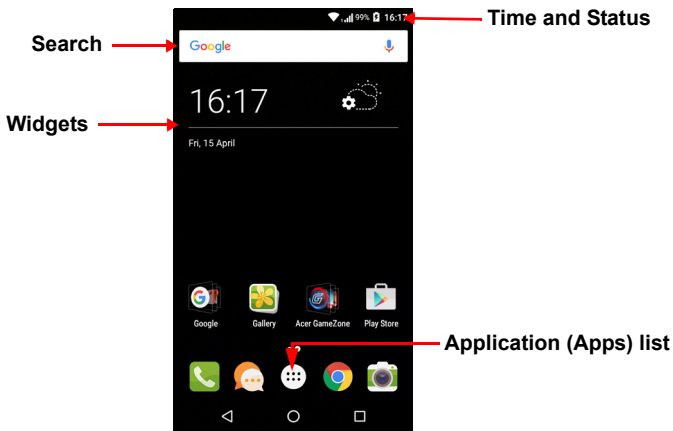 99% 16:17
Time and Status
Search
Google
16:17
Widgets
Fri, 15 April
Google Gallery Acer GameZone Play Store
Application (Apps) list